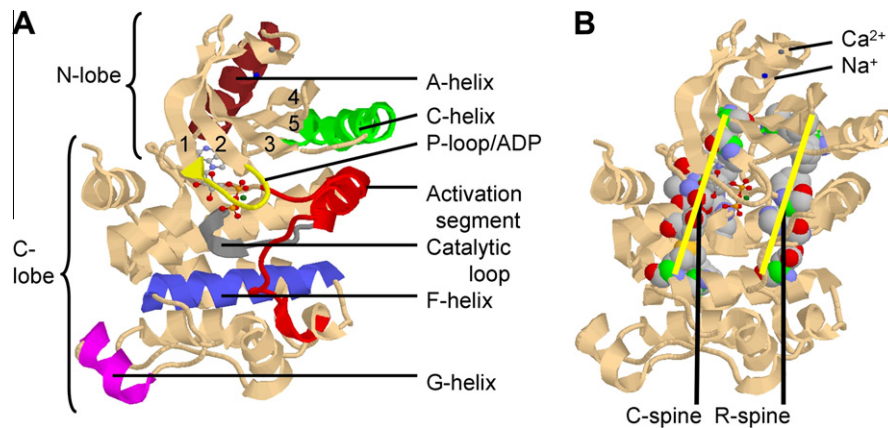 A
N-lobe
C-lobe
1 2 3 4 5
A-helix
C-helix
P-loop/ADP
Activation
segment
Catalytic
loop
F-helix
G-helix
B
Ca²⁺
Na⁺
C-spine R-spine